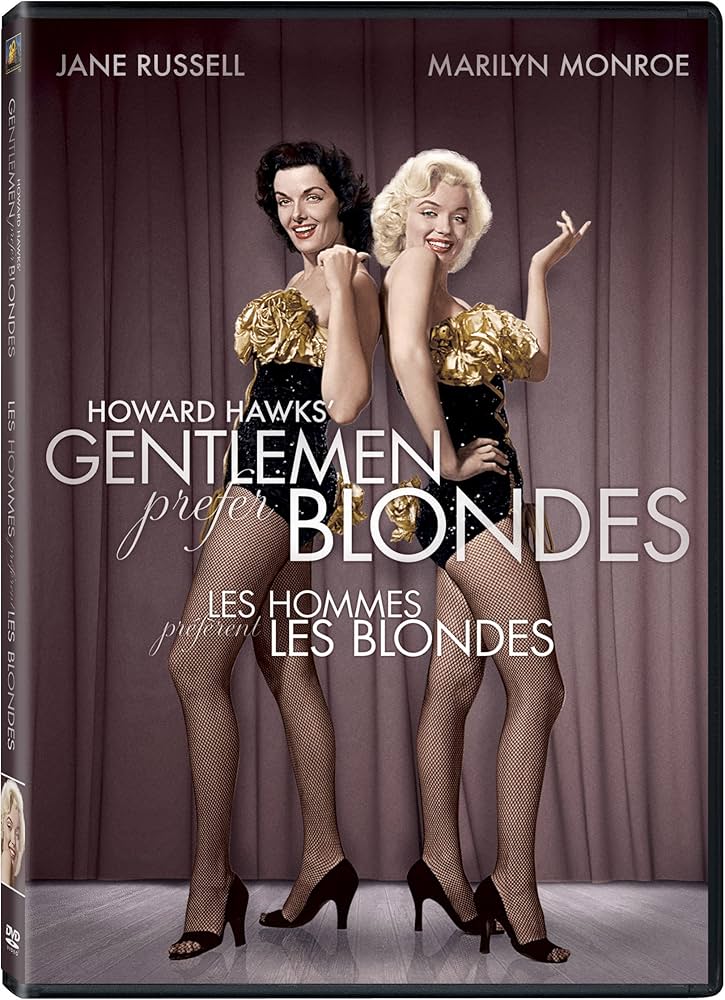 JANE RUSSELL
MARILYN MONROE
HOWARD HAWKS'
GENTLEMEN
prefer BLONDES
LES HOMMES
préfèrent LES BLONDES
HOWARD HAWKS'
GENTLEMEN prefer BLONDES
LES HOMMES préfèrent LES BLONDES
DVD
VIDEO